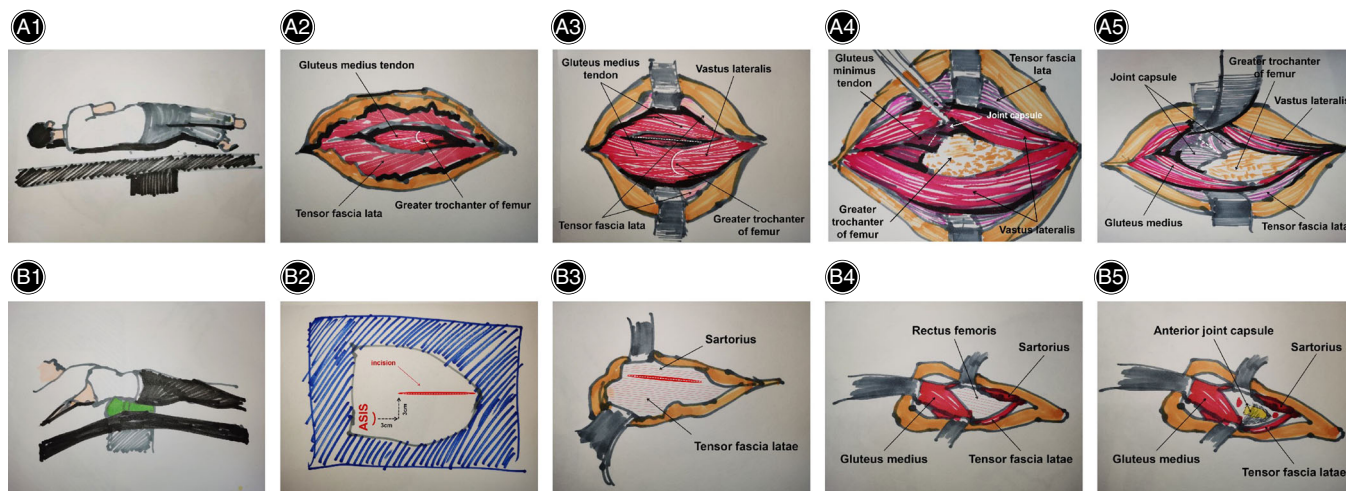 A1
A2
Gluteus medius tendon
Tensor fascia lata
Greater trochanter of femur
A3
Gluteus medius
tendon
Vastus lateralis
Tensor fascia lata
Greater trochanter
of femur
A4
Gluteus
minimus
tendon
Tensor fascia
lata
Joint capsule
Greater
trochanter
of femur
Vastus lateralis
A5
Joint capsule
Greater trochanter
of femur
Vastus lateralis
Gluteus medius
Tensor fascia lata
B1
B2
incision
ASIS
3cm
3cm
B3
Sartorius
Tensor fascia latae
B4
Rectus femoris
Sartorius
Gluteus medius
Tensor fascia latae
B5
Anterior joint capsule
Sartorius
Gluteus medius
Tensor fascia latae